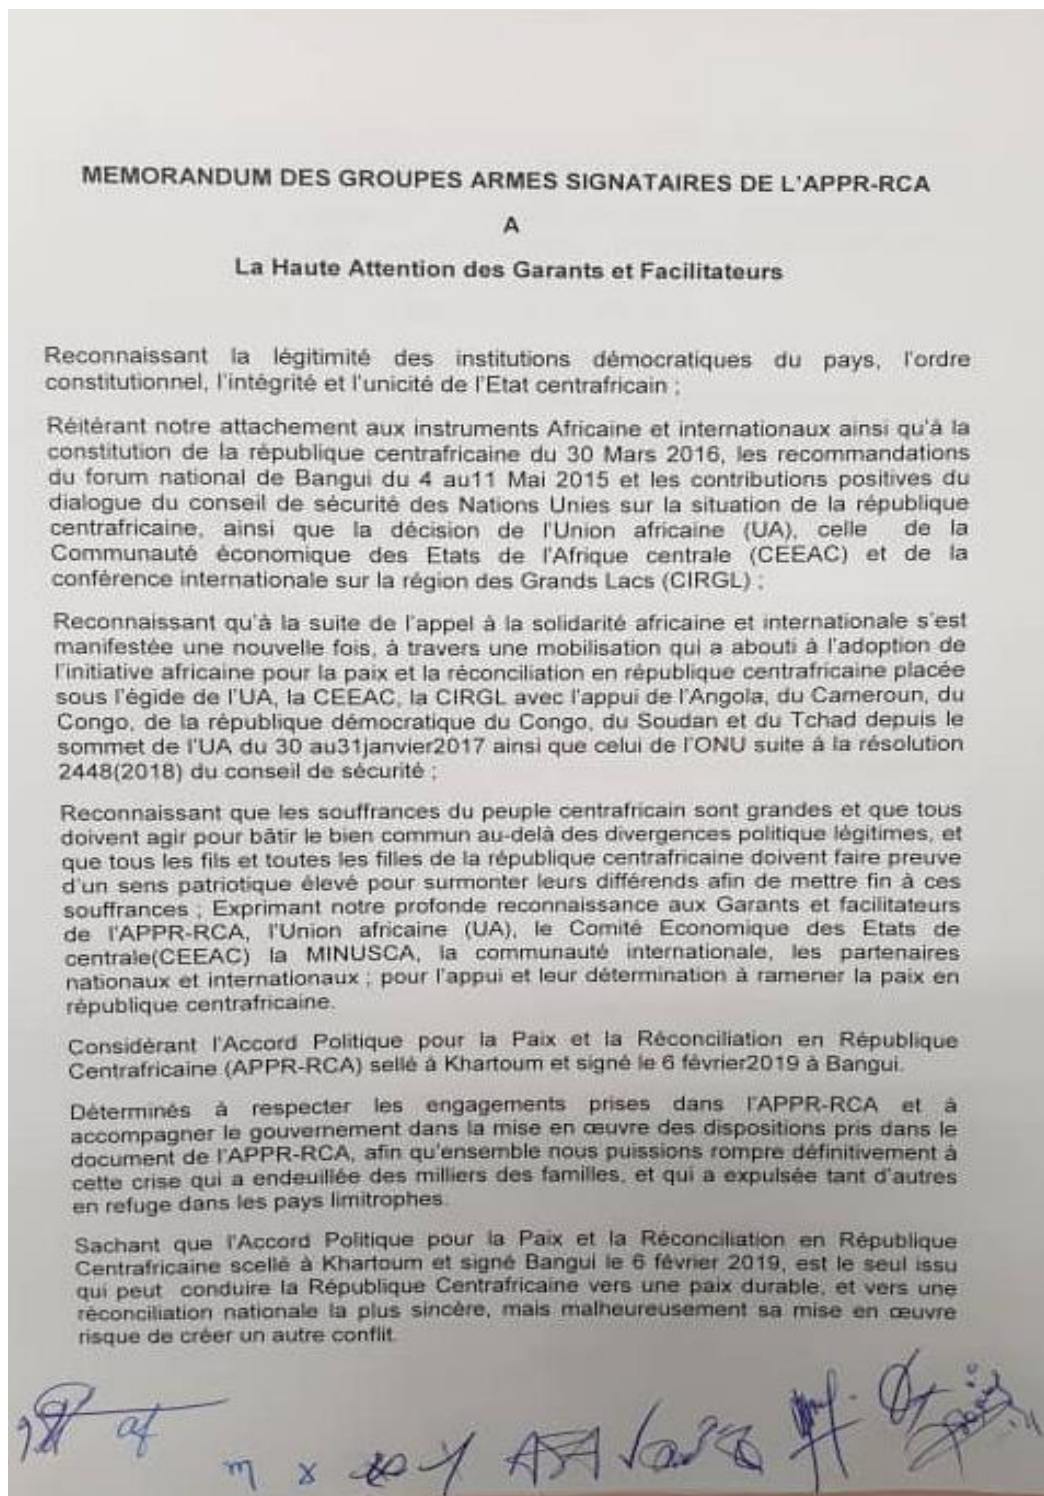 MEMORANDUM DES GROUPES ARMES SIGNATAIRES DE L'APPR-RCA
A
La Haute Attention des Garants et Facilitateurs
Reconnaissant la légitimité des institutions démocratiques du pays, l'ordre
constitutionnel, l'intégrité et l'unicité de l'Etat centrafricain ;
Réitérant notre attachement aux instruments Africaine et internationaux ainsi qu'à la
constitution de la république centrafricaine du 30 Mars 2016, les recommandations
du forum national de Bangui du 4 au11 Mai 2015 et les contributions positives du
dialogue du conseil de sécurité des Nations Unies sur la situation de la république
centrafricaine, ainsi que la décision de l'Union africaine (UA), celle de la
Communauté économique des Etats de l'Afrique centrale (CEEAC) et de la
conférence internationale sur la région des Grands Lacs (CIRGL) ;
Reconnaissant qu'à la suite de l'appel à la solidarité africaine et internationale s'est
manifestée une nouvelle fois, à travers une mobilisation qui a abouti à l'adoption de
l'initiative africaine pour la paix et la réconciliation en république centrafricaine placée
sous l'égide de l'UA, la CEEAC, la CIRGL avec l'appui de l'Angola, du Cameroun, du
Congo, de la république démocratique du Congo, du Soudan et du Tchad depuis le
sommet de l'UA du 30 au31janvier2017 ainsi que celui de l'ONU suite à la résolution
2448(2018) du conseil de sécurité ;
Reconnaissant que les souffrances du peuple centrafricain sont grandes et que tous
doivent agir pour bâtir le bien commun au-delà des divergences politique légitimes, et
que tous les fils et toutes les filles de la république centrafricaine doivent faire preuve
d'un sens patriotique élevé pour surmonter leurs différends afin de mettre fin à ces
souffrances ; Exprimant notre profonde reconnaissance aux Garants et facilitateurs
de l'APPR-RCA, l'Union africaine (UA), le Comité Economique des Etats de
centrale(CEEAC) la MINUSCA, la communauté internationale, les partenaires
nationaux et internationaux ; pour l'appui et leur détermination à ramener la paix en
république centrafricaine.
Considérant l'Accord Politique pour la Paix et la Réconciliation en République
Centrafricaine (APPR-RCA) sellé à Khartoum et signé le 6 février2019 à Bangui.
Déterminés à respecter les engagements prises dans l'APPR-RCA et à
accompagner le gouvernement dans la mise en œuvre des dispositions pris dans le
document de l'APPR-RCA, afin qu'ensemble nous puissions rompre définitivement à
cette crise qui a endeuillée des milliers des familles, et qui a expulsée tant d'autres
en refuge dans les pays limitrophes.
Sachant que l'Accord Politique pour la Paix et la Réconciliation en République
Centrafricaine scellé à Khartoum et signé Bangui le 6 février 2019, est le seul issu
qui peut conduire la République Centrafricaine vers une paix durable, et vers une
réconciliation nationale la plus sincère, mais malheureusement sa mise en œuvre
risque de créer un autre conflit.